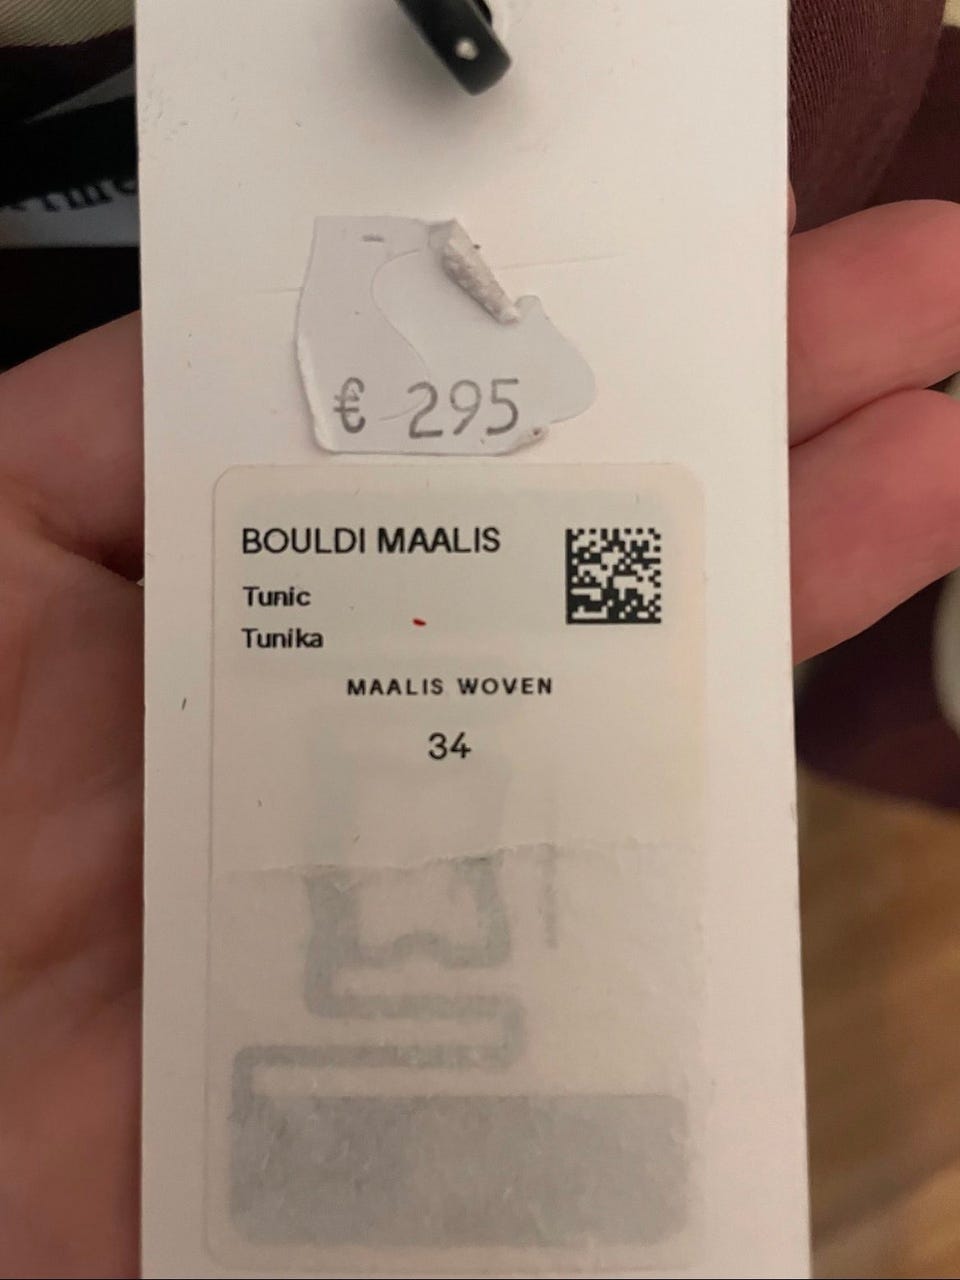 € 295
BOULDI MAALIS
Tunic
Tunika
MAALIS WOVEN
34